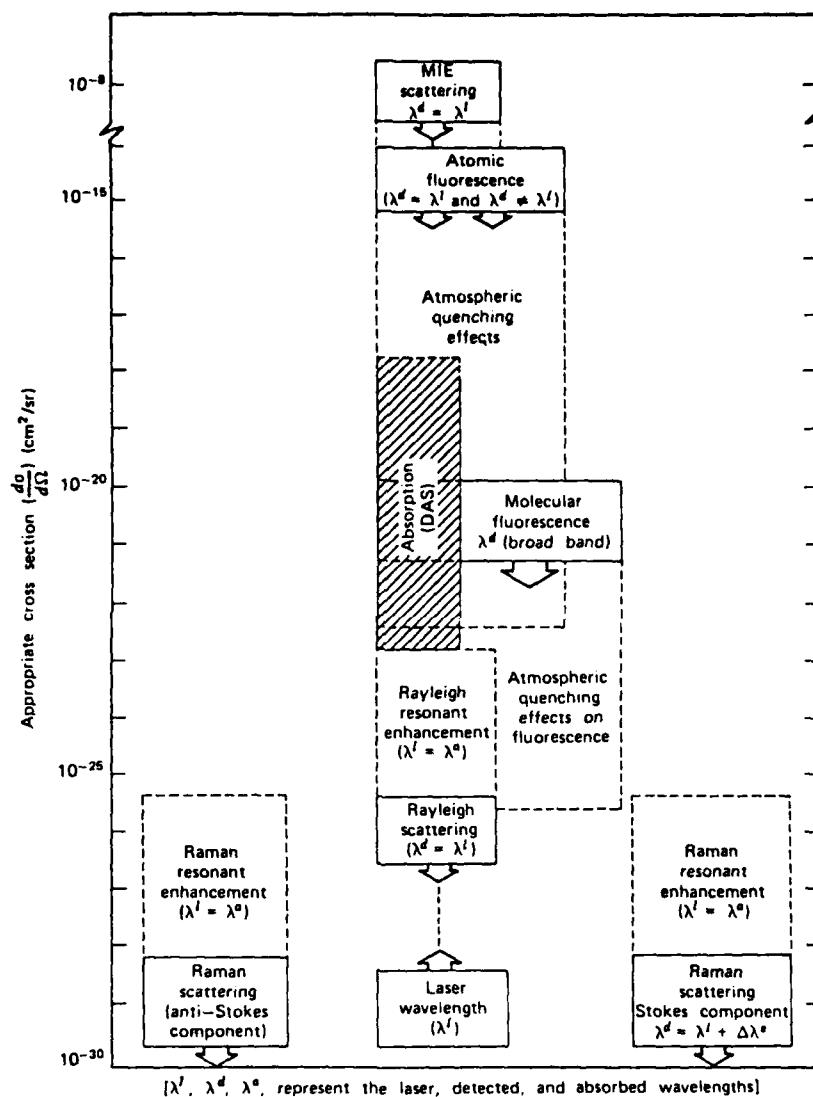 10⁻⁸
MIE
scattering
λᵈ = λˡ
10⁻¹⁵
Atomic
fluorescence
(λᵈ = λˡ and λᵈ ≠ λˡ)
Atmospheric
quenching
effects
Appropriate cross section (dσ/dΩ) (cm²/sr)
10⁻²⁰
Absorption
(DAS)
Molecular
fluorescence
λᵈ (broad band)
Rayleigh
resonant
enhancement
(λˡ = λᵃ)
Atmospheric
quenching
effects on
fluorescence
10⁻²⁵
Rayleigh
scattering
(λᵈ = λˡ)
Raman
resonant
enhancement
(λˡ = λᵃ)
Raman
resonant
enhancement
(λˡ = λᵃ)
Raman
scattering
(anti-Stokes
component)
Laser
wavelength
(λˡ)
Raman
scattering
Stokes component
λᵈ = λˡ + Δλˢ
10⁻³⁰
[λˡ, λᵈ, λᵃ, represent the laser, detected, and absorbed wavelengths]